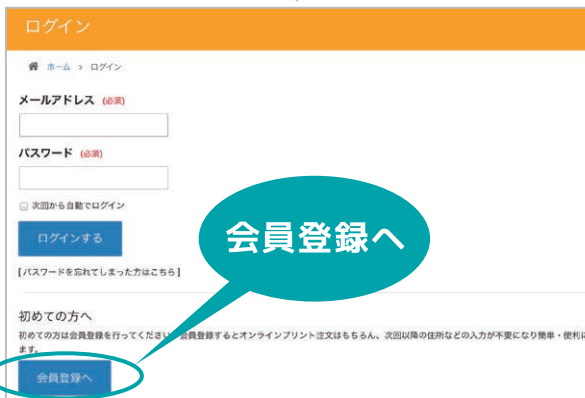 ログイン
ホーム > ログイン
メールアドレス (必須)
パスワード (必須)
次回から自動でログイン
ログインする
会員登録へ
[パスワードを忘れてしまった方はこちら]
初めての方へ
初めての方は会員登録を行ってください 会員登録するとオンラインプリント注文はもちろん、次回以降の住所などの入力が不要になり簡単・便利に
ます。
会員登録へ